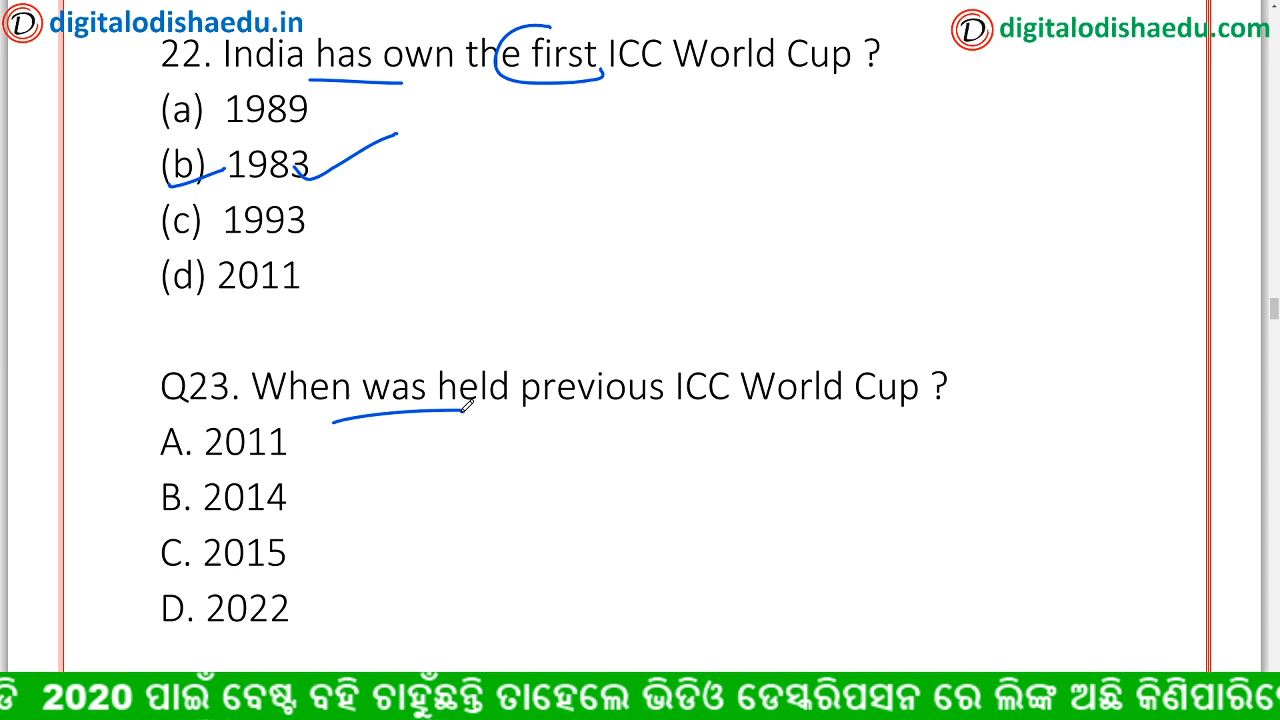 D digitalodishaedu.in
D digitalodishaedu.com
22. India has own the first ICC World Cup ?
(a) 1989
(b) 1983
(c) 1993
(d) 2011
Q23. When was held previous ICC World Cup ?
A. 2011
B. 2014
C. 2015
D. 2022
ଡି 2020 ପାଇଁ ବେଷ୍ଟ ବହି ଚାହୁଁଛନ୍ତି ତାହେଲେ ଭିଡିଓ ଡେସ୍କରିପସନ ରେ ଲିଙ୍କ ଅଛି କିଣିପାରିବେ